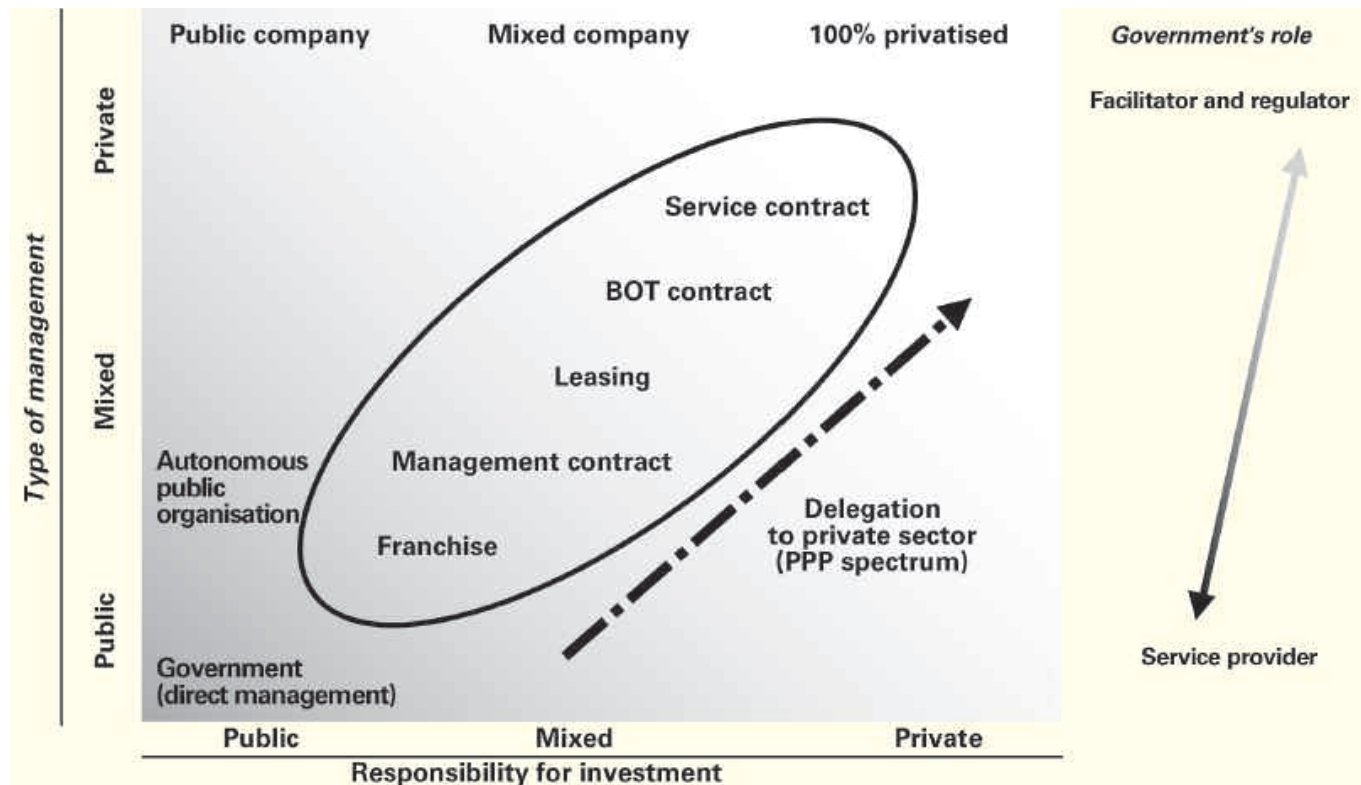 Public company
Mixed company
100% privatised
Government's role
Facilitator and regulator
Private
Service contract
BOT contract
Type of management
Mixed
Leasing
Autonomous
public
organisation
Management contract
Franchise
Delegation
to private sector
(PPP spectrum)
Public
Government
(direct management)
Service provider
Public
Mixed
Private
Responsibility for investment